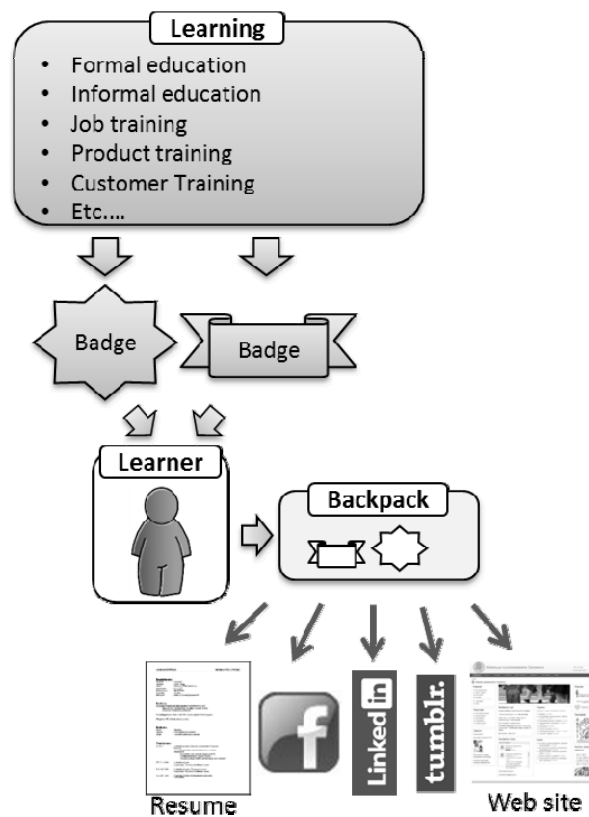 Learning
• Formal education
• Informal education
• Job training
• Product training
• Customer Training
• Etc....
Badge
Badge
Learner
Backpack
f
Linked in
tumblr.
Resume
Web site